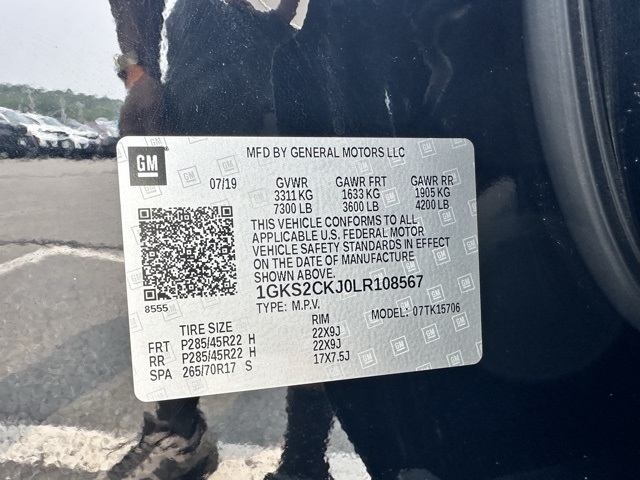 GM
MFD BY GENERAL MOTORS LLC
07/19 GVWR GAWR FRT GAWR RR
3311 KG 1633 KG 1905 KG
7300 LB 3600 LB 4200 LB
THIS VEHICLE CONFORMS TO ALL
APPLICABLE U.S. FEDERAL MOTOR
VEHICLE SAFETY STANDARDS IN EFFECT
ON THE DATE OF MANUFACTURE
SHOWN ABOVE.
1GKS2CKJ0LR108567
8555 TYPE: M.P.V. MODEL: 07TK15706
TIRE SIZE RIM
FRT P285/45R22 H 22X9J
RR P285/45R22 H 22X9J
SPA 265/70R17 S 17X7.5J